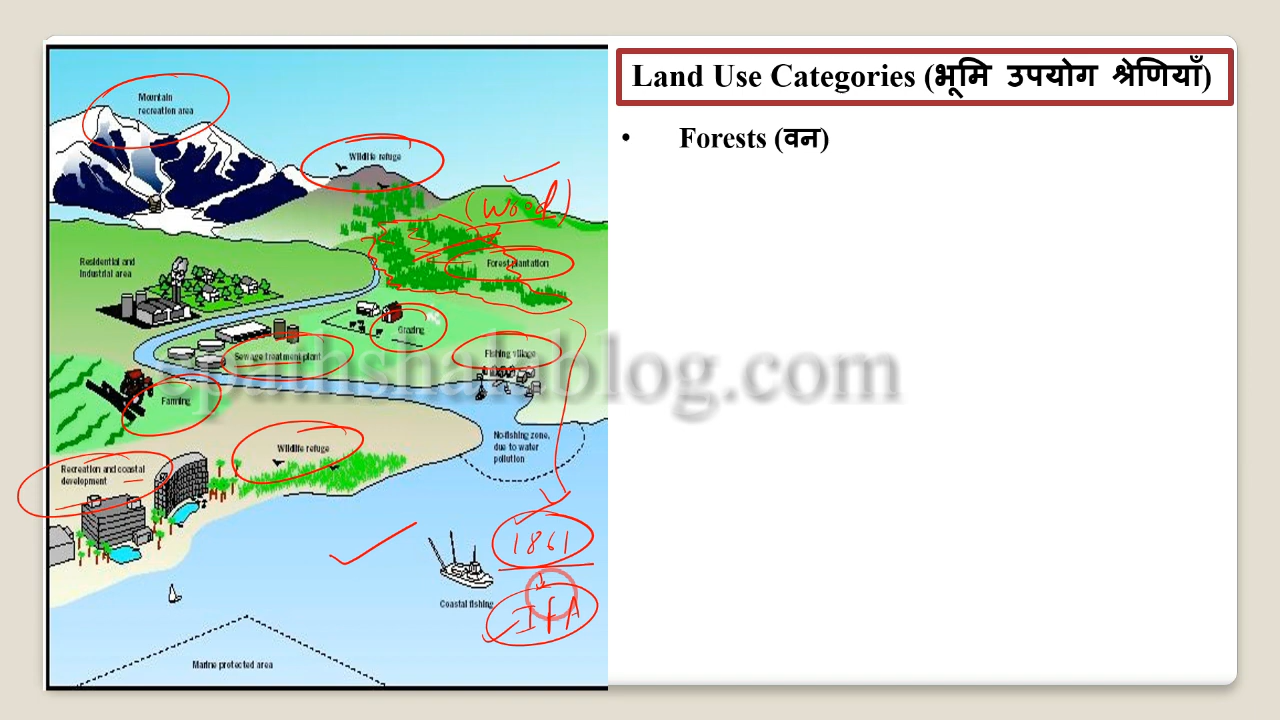 Land Use Categories (भूमि उपयोग श्रेणियाँ)
• Forests (वन)
Mountain
recreation area
Wildlife refuge
(Wood)
Residential and
industrial area
Forest plantation
Grazing
Sewage treatment plant
Fishing village
pathshalablog.com
Farming
No fishing zone,
due to water
pollution
Wildlife refuge
Recreation and coastal
development
1861
IFA
Coastal fishing
Marine protected area